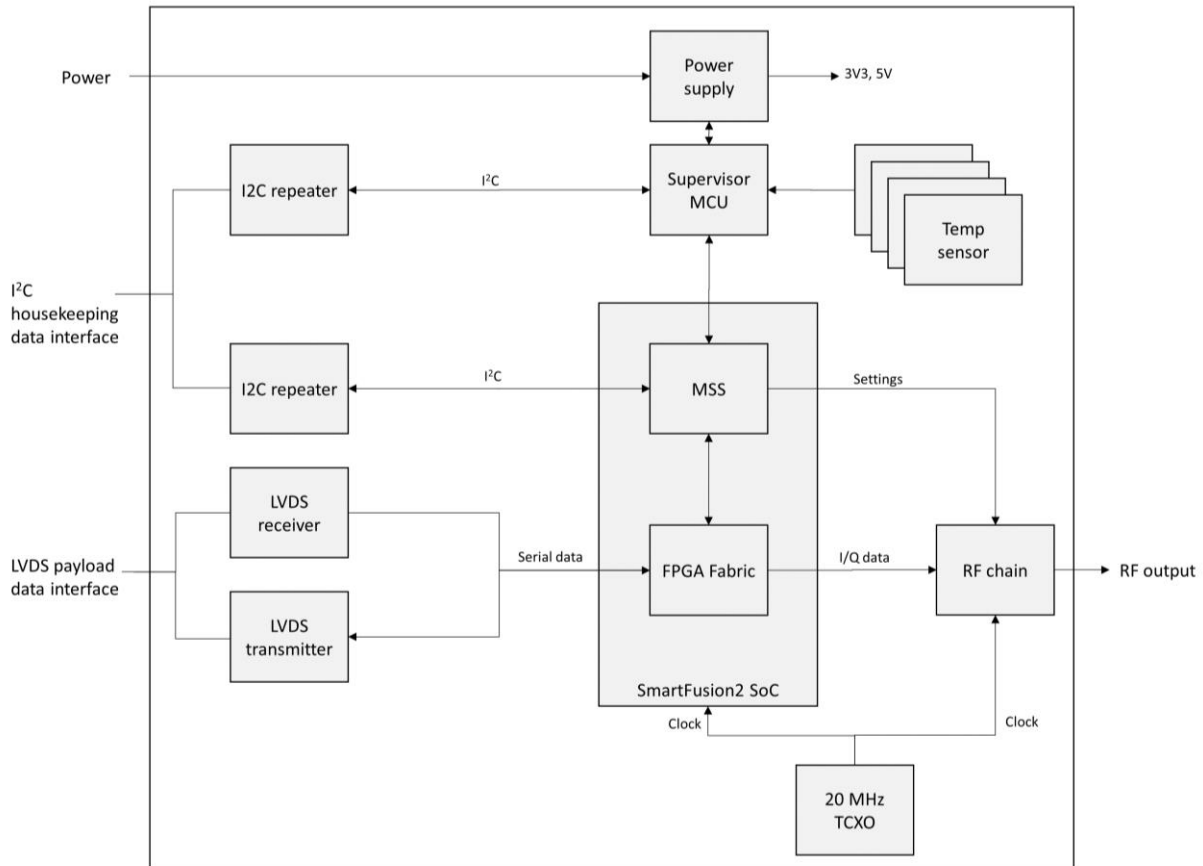 Power
Power
supply
3V3, 5V
I2C repeater
I²C
Supervisor
MCU
Temp
sensor
I²C
housekeeping
data interface
I2C repeater
I²C
MSS
Settings
LVDS
receiver
LVDS payload
data interface
Serial data
FPGA Fabric
I/Q data
RF chain
RF output
LVDS
transmitter
SmartFusion2 SoC
Clock
Clock
20 MHz
TCXO